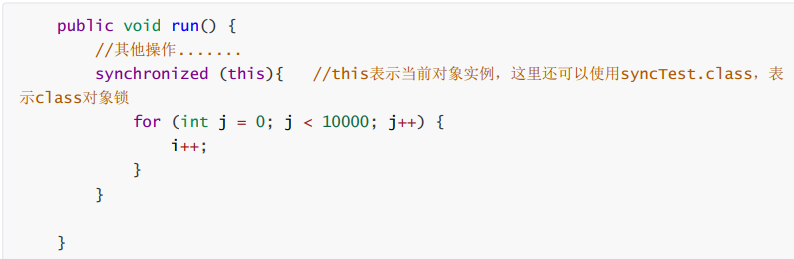 public void run() {
//其他操作.......
synchronized (this){   //this表示当前对象实例，这里还可以使用syncTest.class，表
示class对象锁
for (int j = 0; j < 10000; j++) {
i++;
}
}
}